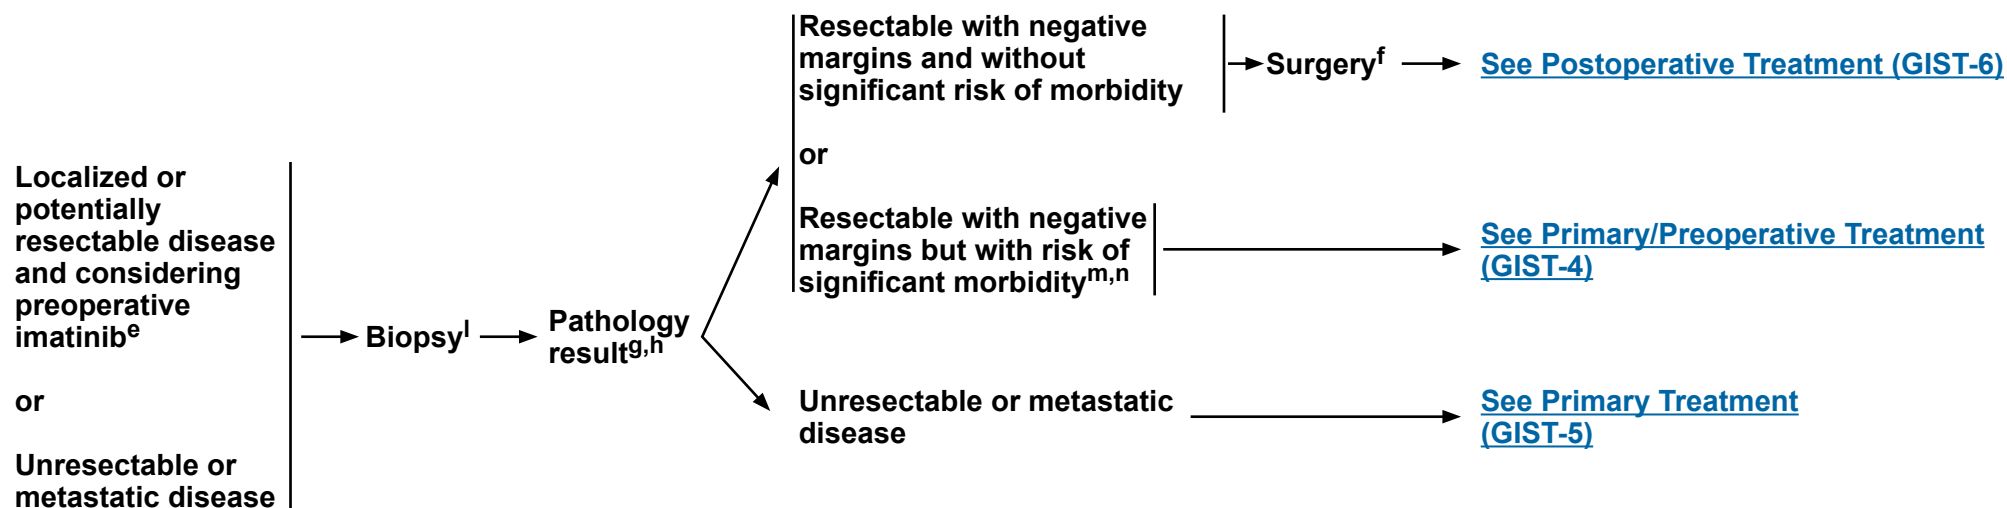 Localized or
potentially
resectable disease
and considering
preoperative
imatinibe
or
Unresectable or
metastatic disease
Biopsyl
Pathology
resultg,h
Resectable with negative
margins and without
significant risk of morbidity
Surgeryf
See Postoperative Treatment (GIST-6)
or
Resectable with negative
margins but with risk of
significant morbiditym,n
See Primary/Preoperative Treatment
(GIST-4)
Unresectable or metastatic
disease
See Primary Treatment
(GIST-5)